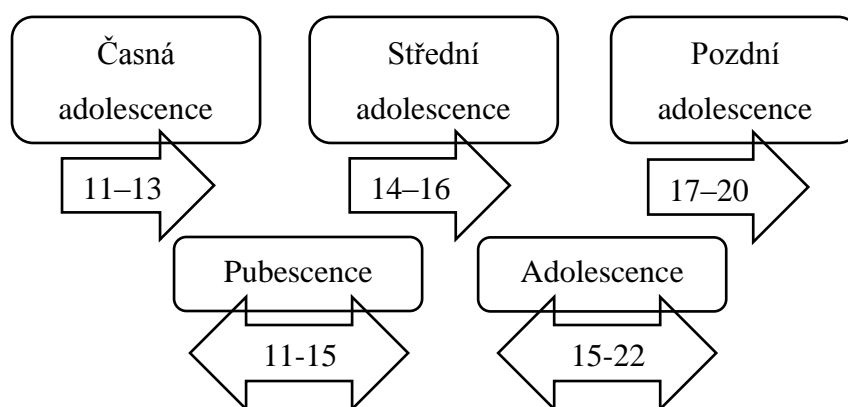 Časná
adolescence
Střední
adolescence
Pozdní
adolescence
11–13
14–16
17–20
Pubescence
Adolescence
11-15
15-22